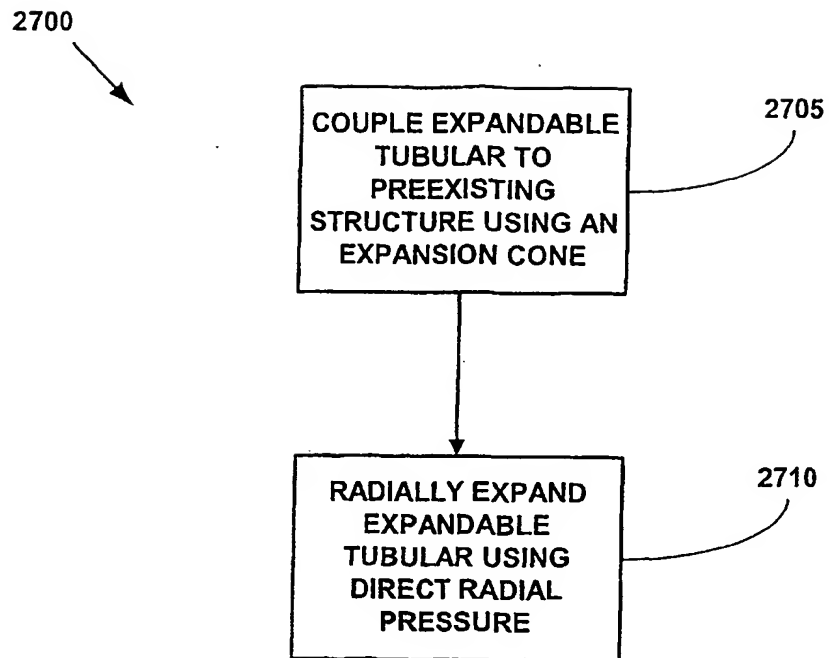 2700
COUPLE EXPANDABLE
TUBULAR TO
PREEXISTING
STRUCTURE USING AN
EXPANSION CONE
2705
RADIALLY EXPAND
EXPANDABLE
TUBULAR USING
DIRECT RADIAL
PRESSURE
2710